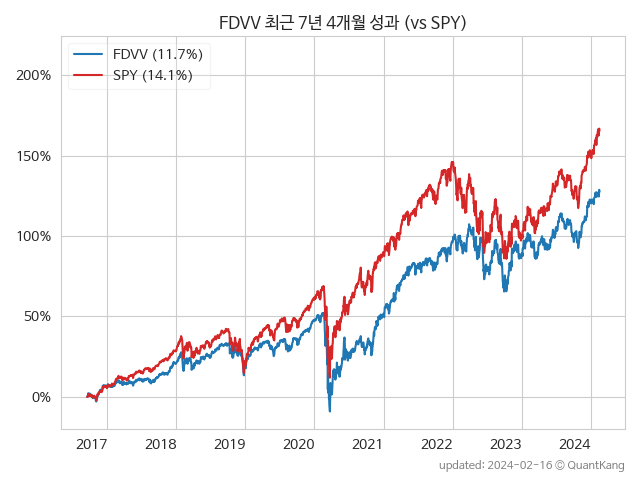 FDVV 최근 7년 4개월 성과 (vs SPY)
FDVV (11.7%)
SPY (14.1%)
200%
150%
100%
50%
0%
2017 2018 2019 2020 2021 2022 2023 2024
updated: 2024-02-16 © QuantKang